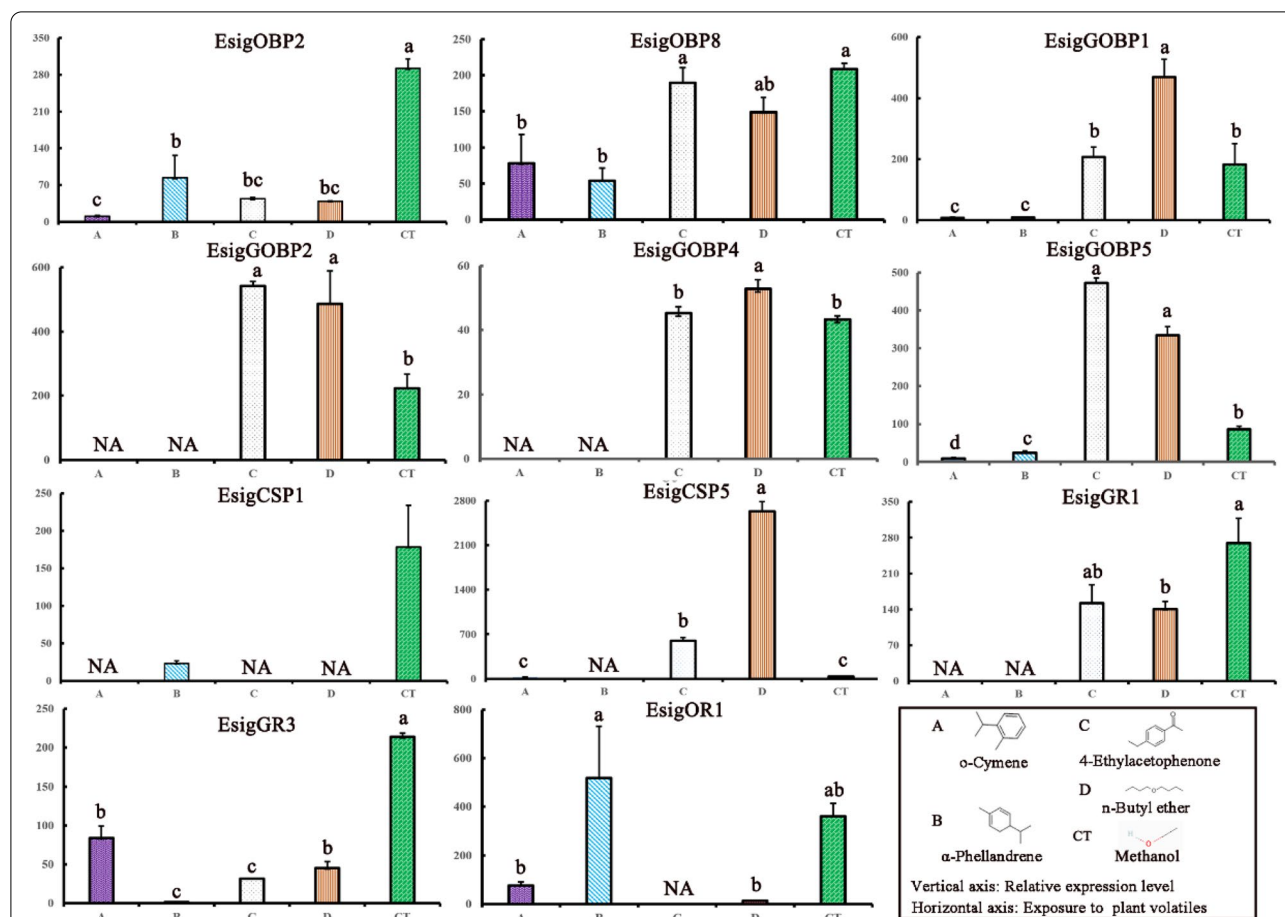 EsigOBP2
350
280
210
140
70
0
c
b
bc
bc
a
A B C D CT
EsigOBP8
250
200
150
100
50
0
b
b
a
ab
a
A B C D CT
EsigGOBP1
600
400
200
0
c
c
b
a
b
A B C D CT
EsigGOBP2
600
400
200
0
NA
NA
a
a
b
A B C D CT
EsigGOBP4
60
40
20
0
NA
NA
b
a
b
A B C D CT
EsigGOBP5
500
400
300
200
100
0
d
c
a
a
b
A B C D CT
EsigCSP1
250
200
150
100
50
0
NA
NA
NA
A B C D CT
EsigCSP5
2800
2100
1400
700
0
c
NA
b
a
c
A B C D CT
EsigGR1
350
280
210
140
70
0
NA
NA
ab
b
a
A B C D CT
EsigGR3
250
200
150
100
50
0
b
c
c
b
a
A B C D CT
EsigOR1
800
600
400
200
0
b
a
NA
b
ab
A B C D CT
A
o-Cymene
C
O
4-Ethylacetophenone
B
α-Phellandrene
D
O
n-Butyl ether
CT
H
O
Methanol
Vertical axis: Relative expression level
Horizontal axis: Exposure to plant volatiles